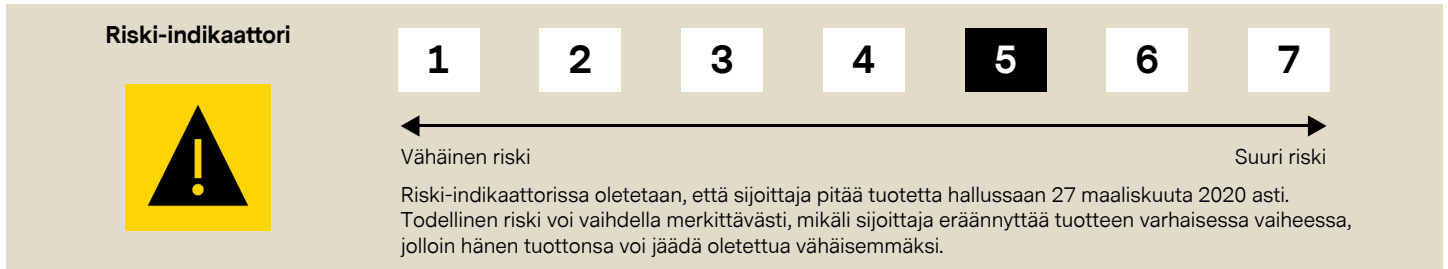 Riski-indikaattori
1 2 3 4 5 6 7
Vähäinen riski Suuri riski
Riski-indikaattorissa oletetaan, että sijoittaja pitää tuotetta hallussaan 27 maaliskuuta 2020 asti.
Todellinen riski voi vaihdella merkittävästi, mikäli sijoittaja eräännyttää tuotteen varhaisessa vaiheessa,
jolloin hänen tuottonsa voi jäädä oletettua vähäisemmäksi.